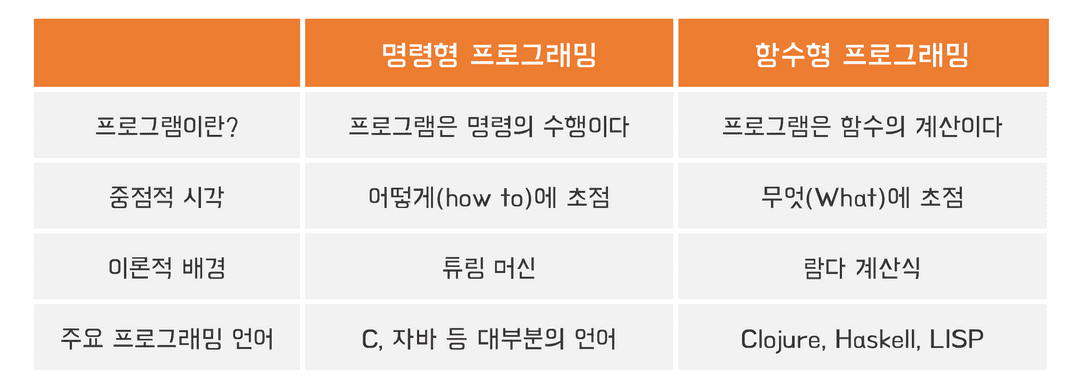 명령형 프로그래밍 함수형 프로그래밍
프로그램이란? 프로그램은 명령의 수행이다 프로그램은 함수의 계산이다
중점적 시각 어떻게(how to)에 초점 무엇(What)에 초점
이론적 배경 튜링 머신 람다 계산식
주요 프로그래밍 언어 C, 자바 등 대부분의 언어 Clojure, Haskell, LISP